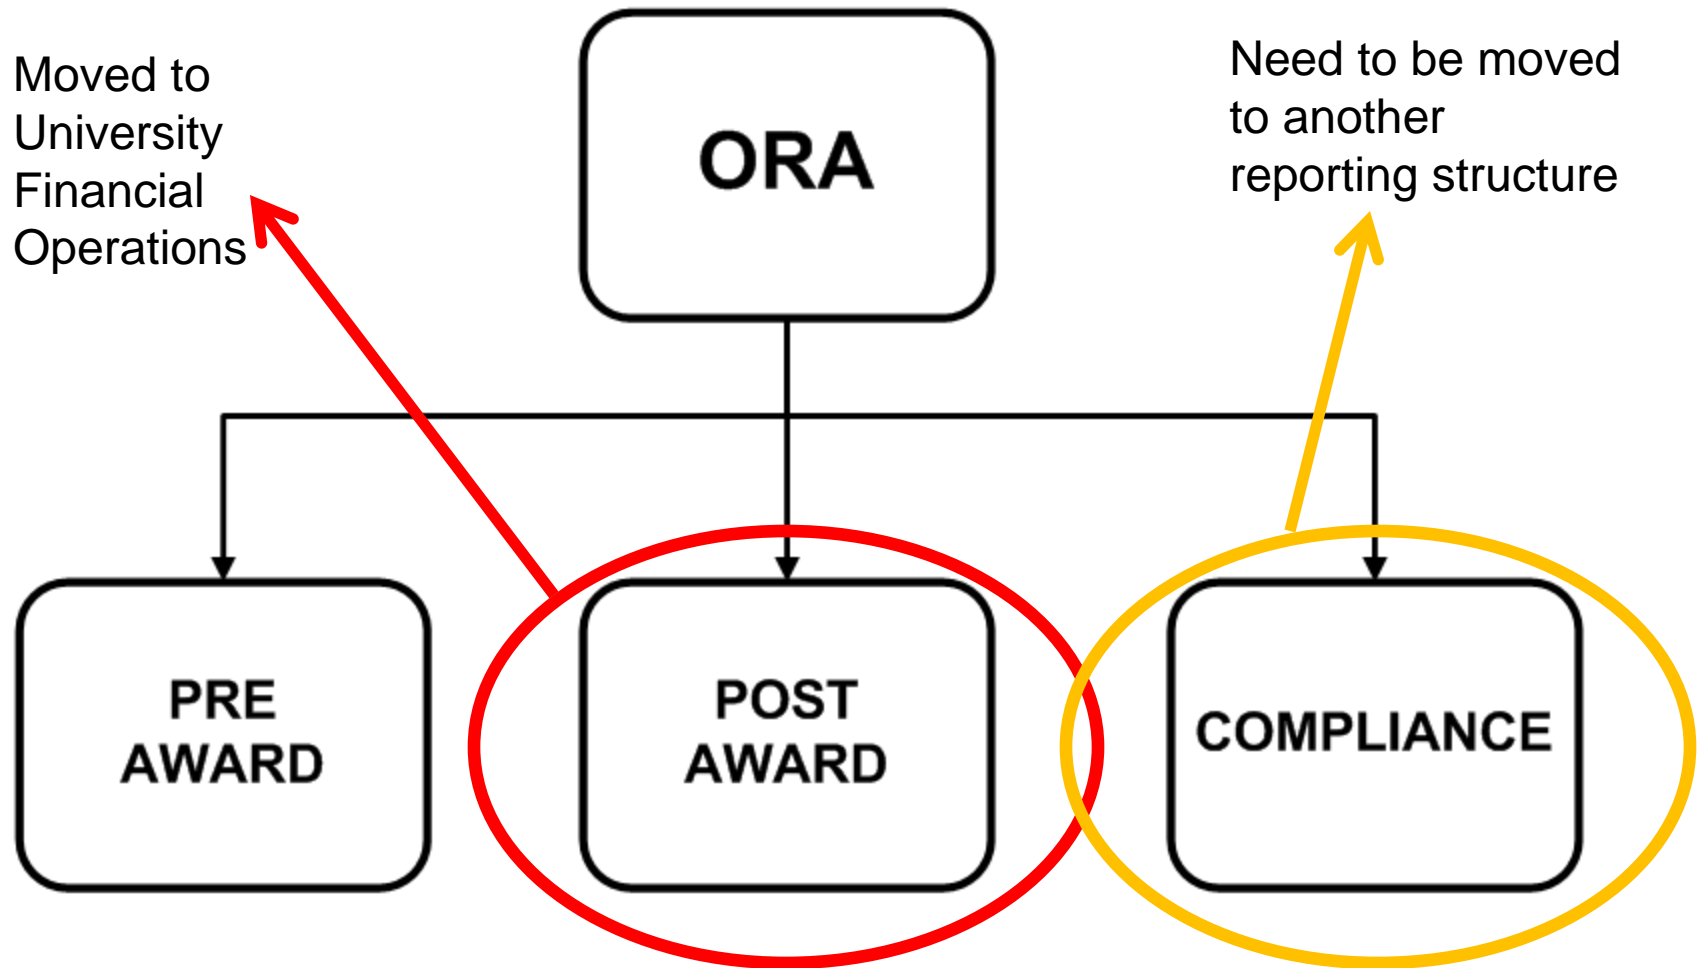 Moved to
University
Financial
Operations
ORA
Need to be moved
to another
reporting structure
PRE
AWARD
POST
AWARD
COMPLIANCE